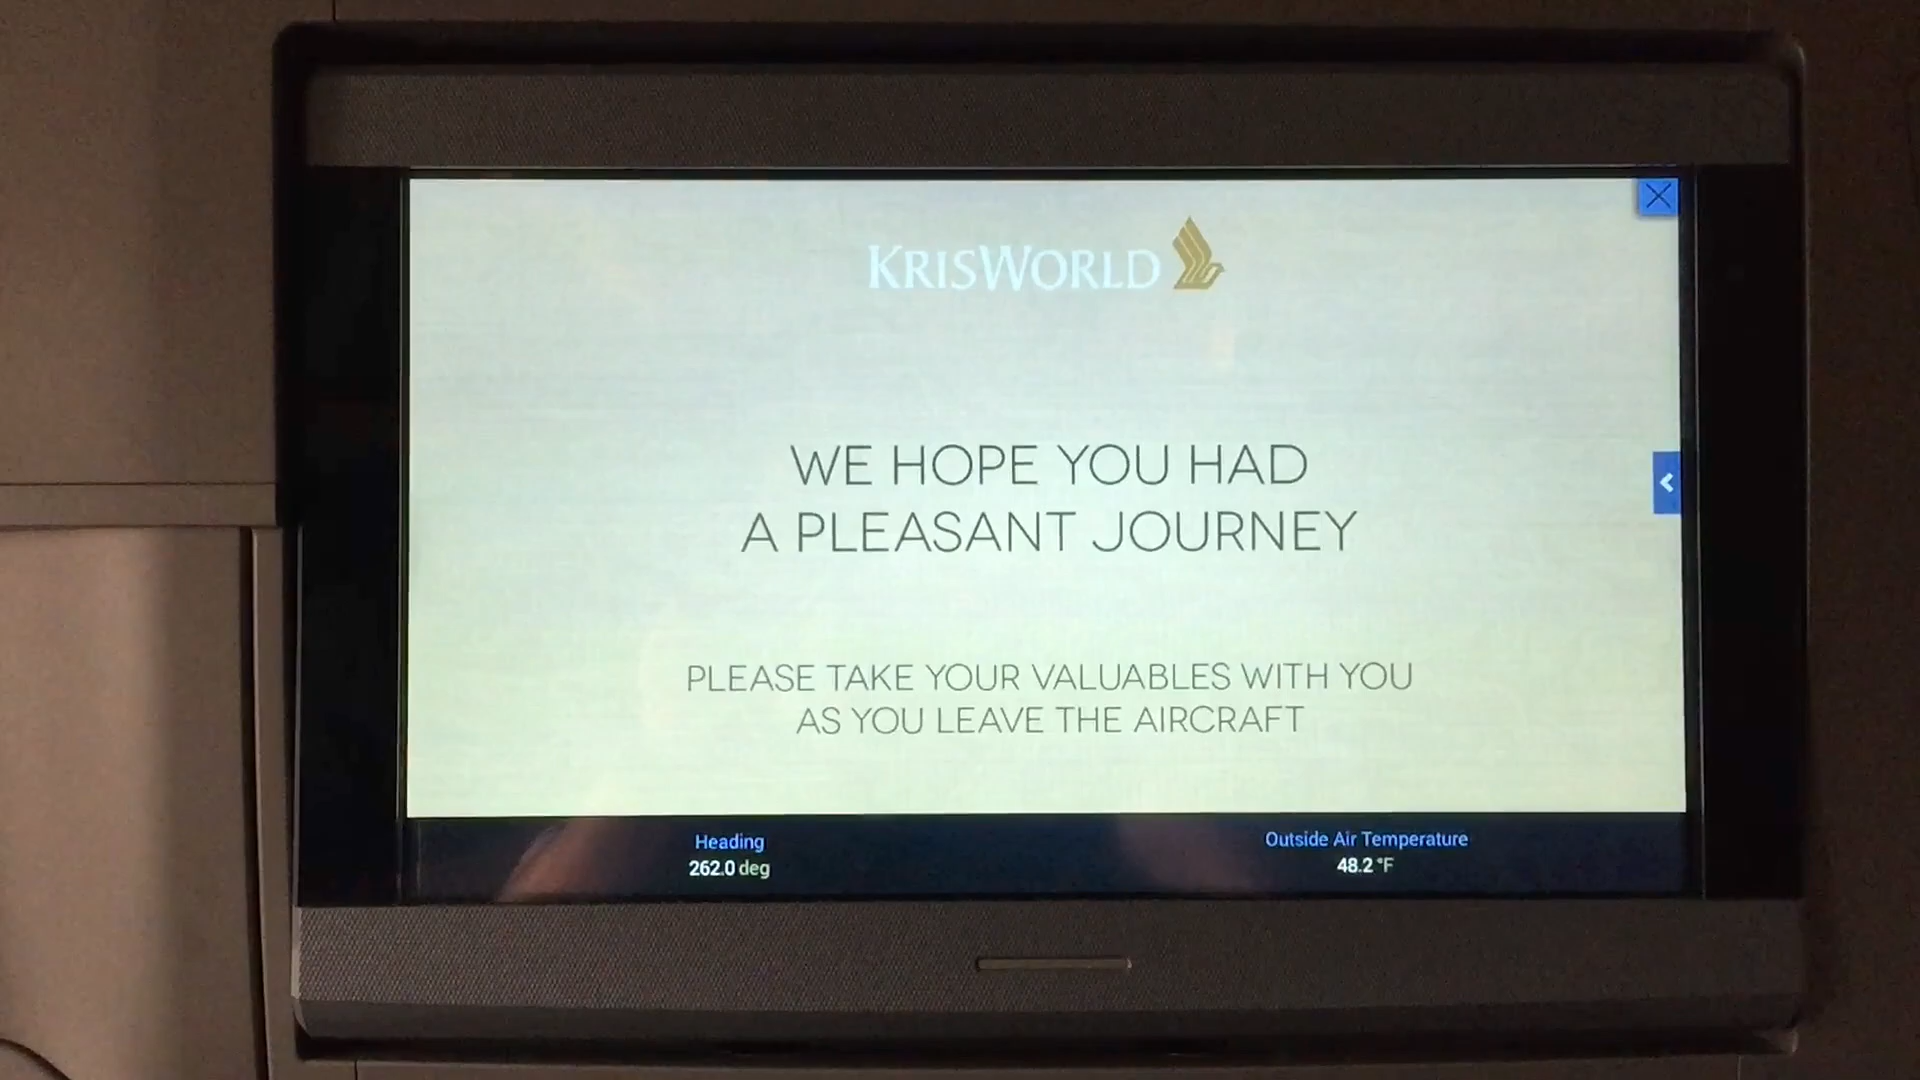 KRISWORLD
WE HOPE YOU HAD
A PLEASANT JOURNEY
PLEASE TAKE YOUR VALUABLES WITH YOU
AS YOU LEAVE THE AIRCRAFT
Heading
262.0 deg
Outside Air Temperature
48.2 °F